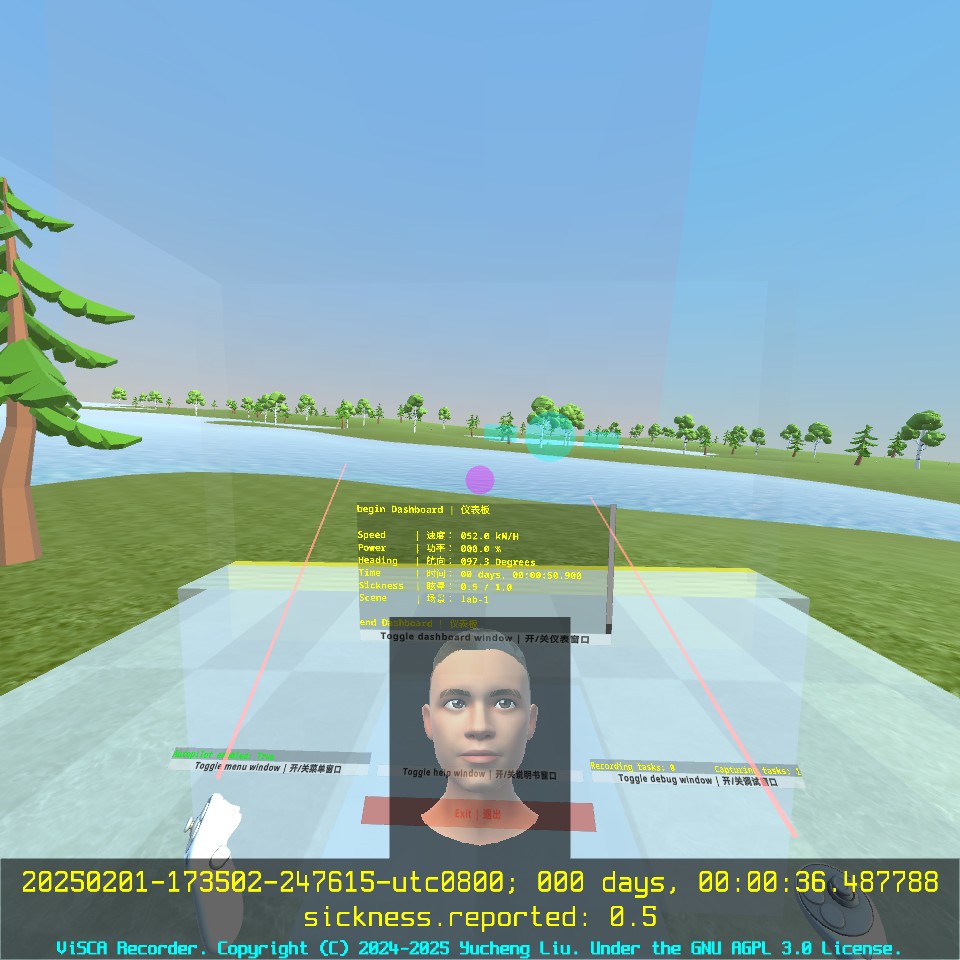 begin Dashboard | 仪表板
Speed | 速度： 052.0 kN/H
Power | 功率： 000.0 %
Heading | 航向： 097.3 Degrees
Time | 时间： 00 days, 00:00:50.900
Sickness | 眩晕： 0.5 / 1.0
Scene | 场景： lab-1
end Dashboard | 仪表板
Toggle dashboard window | 开/关仪表窗口
Toggle menu window | 开/关菜单窗口
Toggle help window | 开/关说明书窗口
Recording tasks: 0 Capturing tasks: 1
Toggle debug window | 开/关调试窗口
Exit | 退出
20250201-173502-247615-utc0800; 000 days, 00:00:36.487788
sickness.reported: 0.5
ViSCA Recorder. Copyright (C) 2024-2025 Yucheng Liu. Under the GNU AGPL 3.0 License.